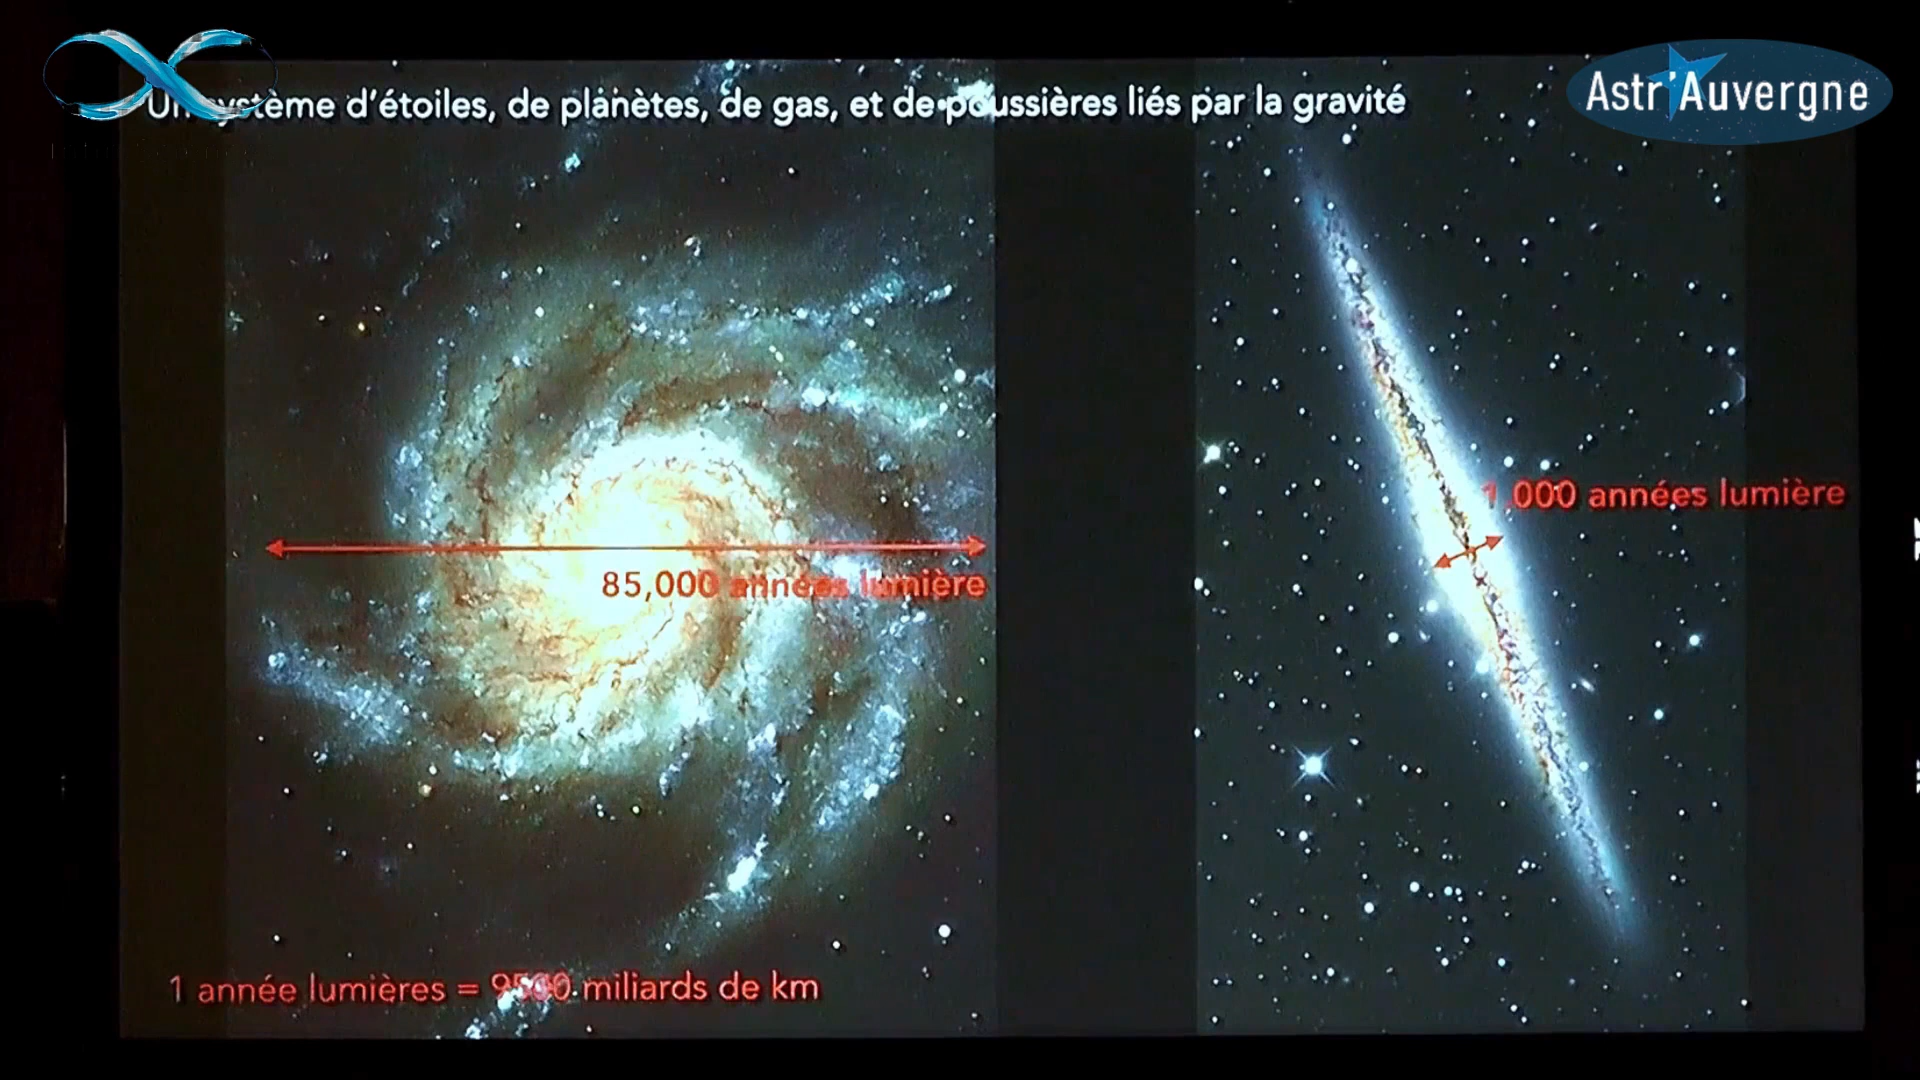 Un système d'étoiles, de planètes, de gas, et de poussières liés par la gravité
Astr'Auvergne
1,000 années lumière
85,000 années lumière
1 année lumières = 9500 miliards de km